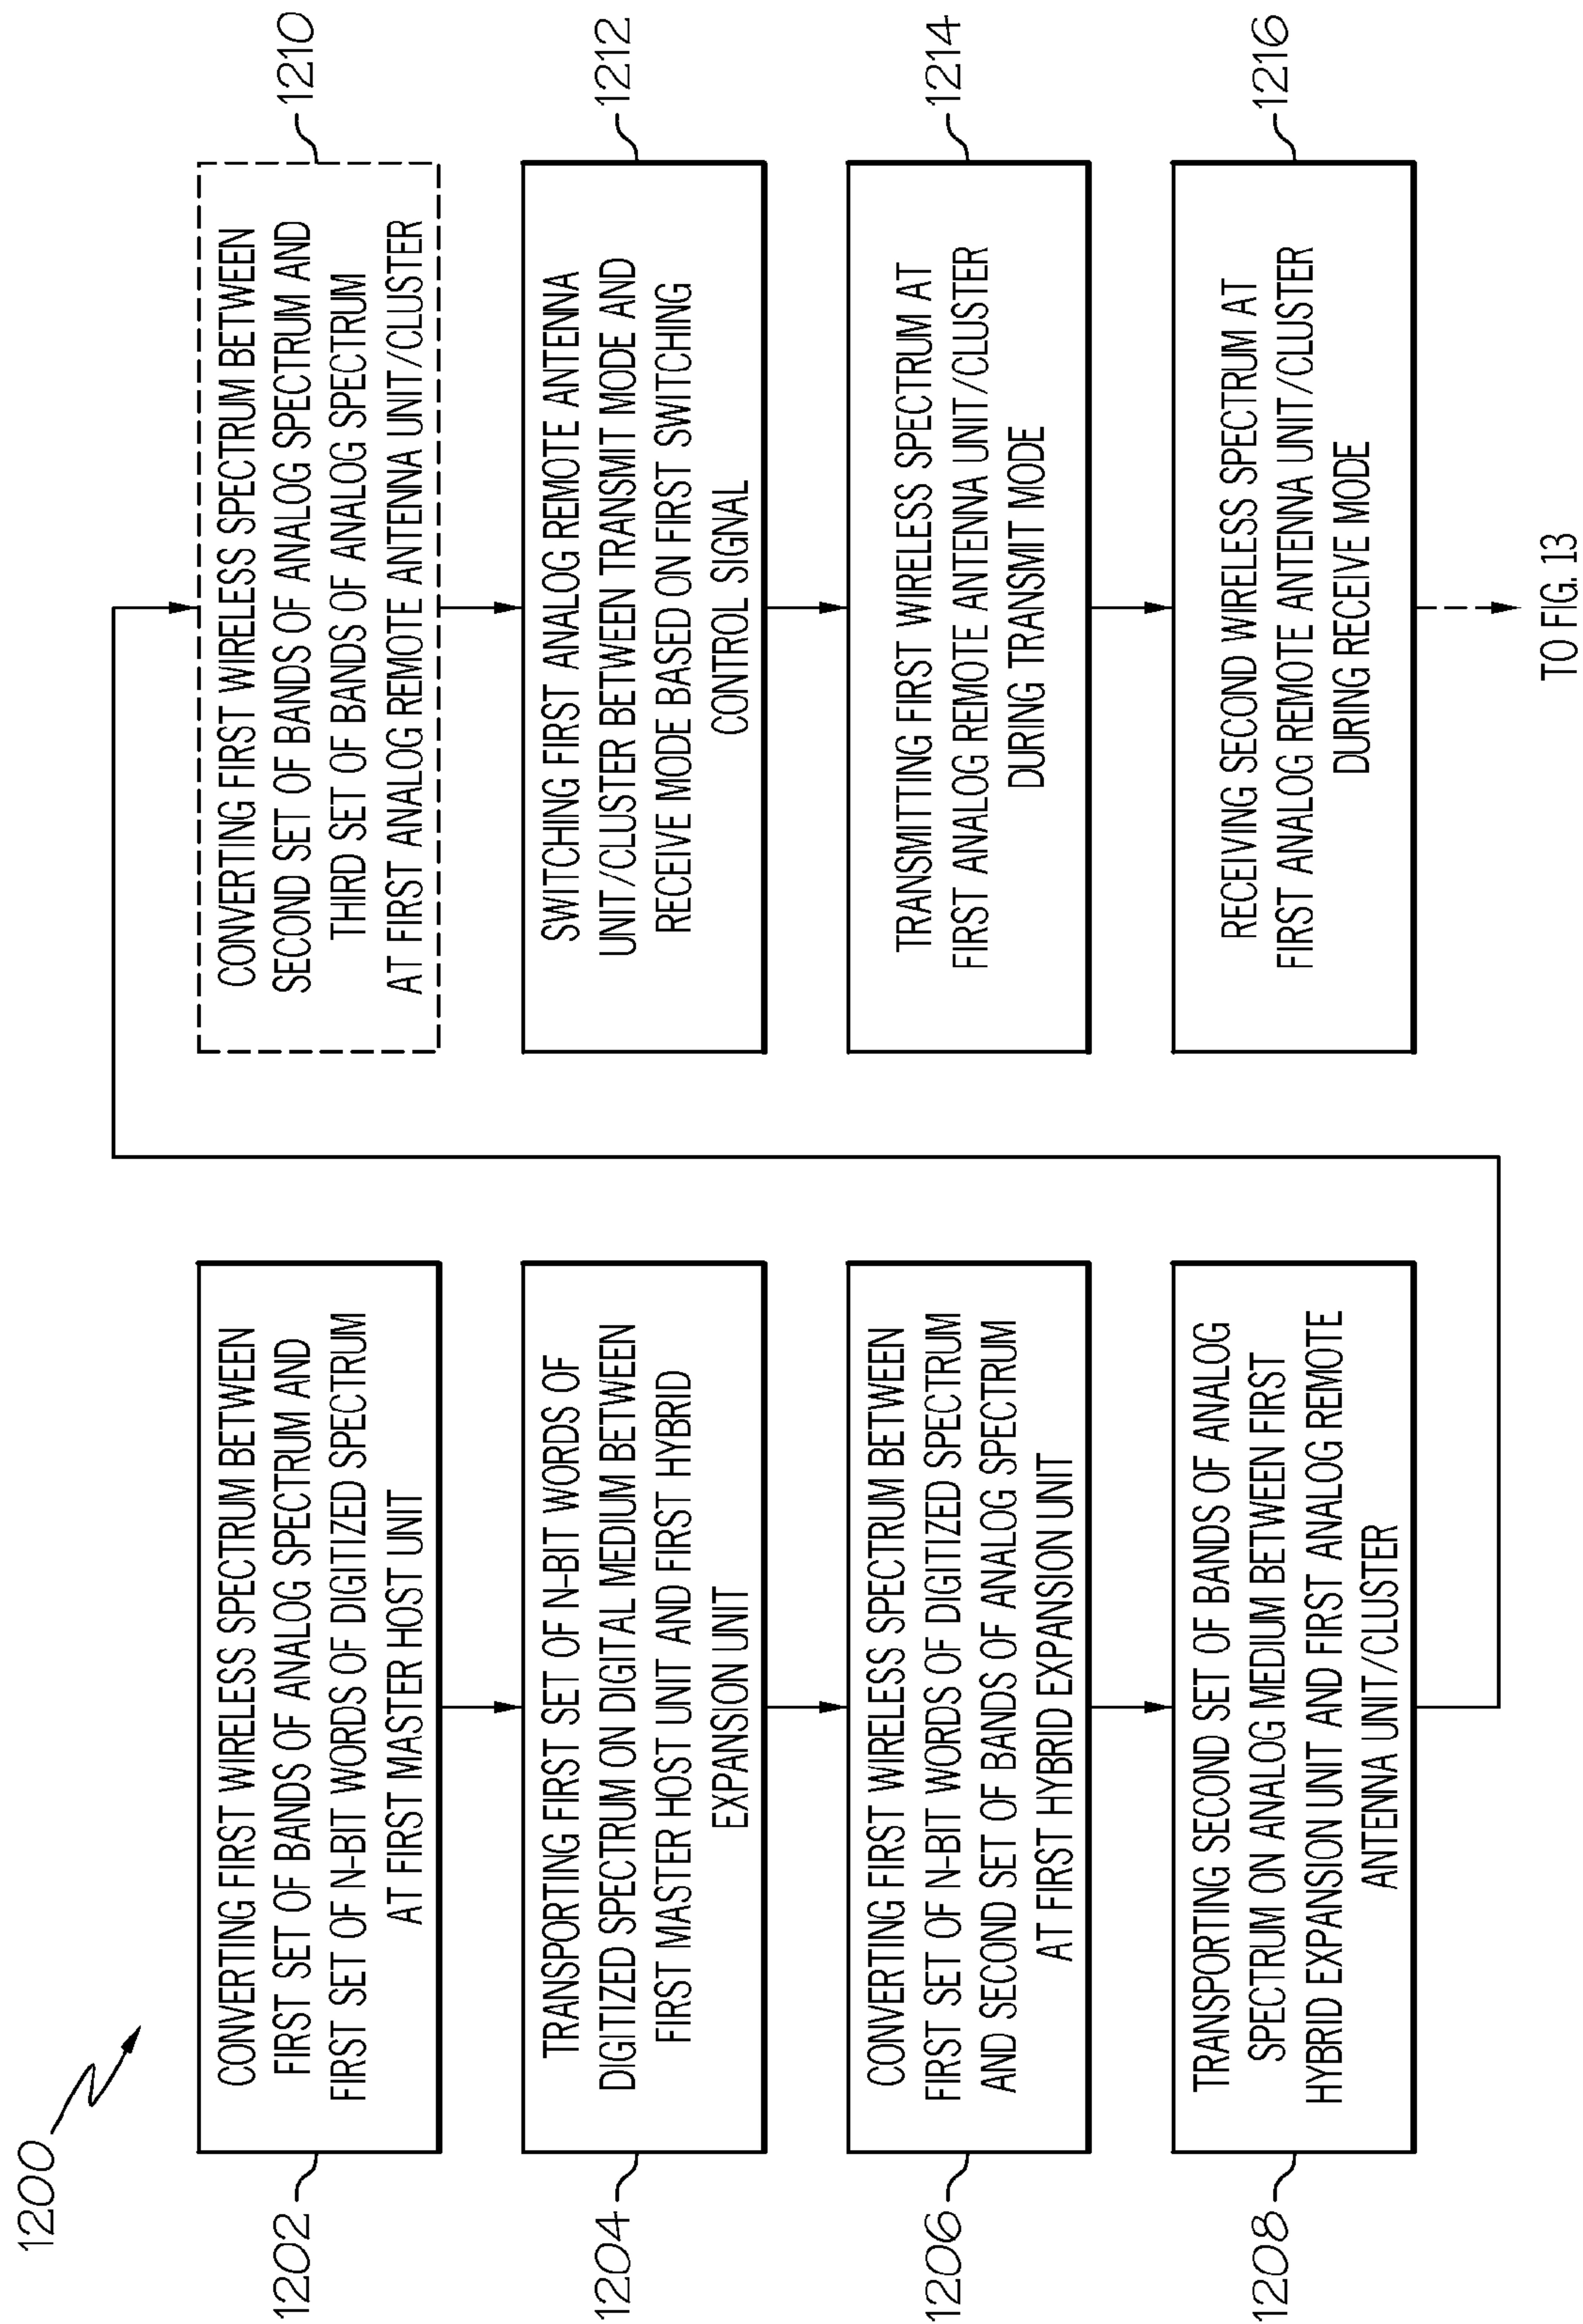 1200
1202
CONVERTING FIRST WIRELESS SPECTRUM BETWEEN
FIRST SET OF BANDS OF ANALOG SPECTRUM AND
FIRST SET OF N-BIT WORDS OF DIGITIZED SPECTRUM
AT FIRST MASTER HOST UNIT
1204
TRANSPORTING FIRST SET OF N-BIT WORDS OF
DIGITIZED SPECTRUM ON DIGITAL MEDIUM BETWEEN
FIRST MASTER HOST UNIT AND FIRST HYBRID
EXPANSION UNIT
1206
CONVERTING FIRST WIRELESS SPECTRUM BETWEEN
FIRST SET OF N-BIT WORDS OF DIGITIZED SPECTRUM
AND SECOND SET OF BANDS OF ANALOG SPECTRUM
AT FIRST HYBRID EXPANSION UNIT
1208
TRANSPORTING SECOND SET OF BANDS OF ANALOG
SPECTRUM ON ANALOG MEDIUM BETWEEN FIRST
HYBRID EXPANSION UNIT AND FIRST ANALOG REMOTE
ANTENNA UNIT/CLUSTER
1210
CONVERTING FIRST WIRELESS SPECTRUM BETWEEN
SECOND SET OF BANDS OF ANALOG SPECTRUM AND
THIRD SET OF BANDS OF ANALOG SPECTRUM
AT FIRST ANALOG REMOTE ANTENNA UNIT/CLUSTER
1212
SWITCHING FIRST ANALOG REMOTE ANTENNA
UNIT/CLUSTER BETWEEN TRANSMIT MODE AND
RECEIVE MODE BASED ON FIRST SWITCHING
CONTROL SIGNAL
1214
TRANSMITTING FIRST WIRELESS SPECTRUM AT
FIRST ANALOG REMOTE ANTENNA UNIT/CLUSTER
DURING TRANSMIT MODE
1216
RECEIVING SECOND WIRELESS SPECTRUM AT
FIRST ANALOG REMOTE ANTENNA UNIT/CLUSTER
DURING RECEIVE MODE
TO FIG. 13